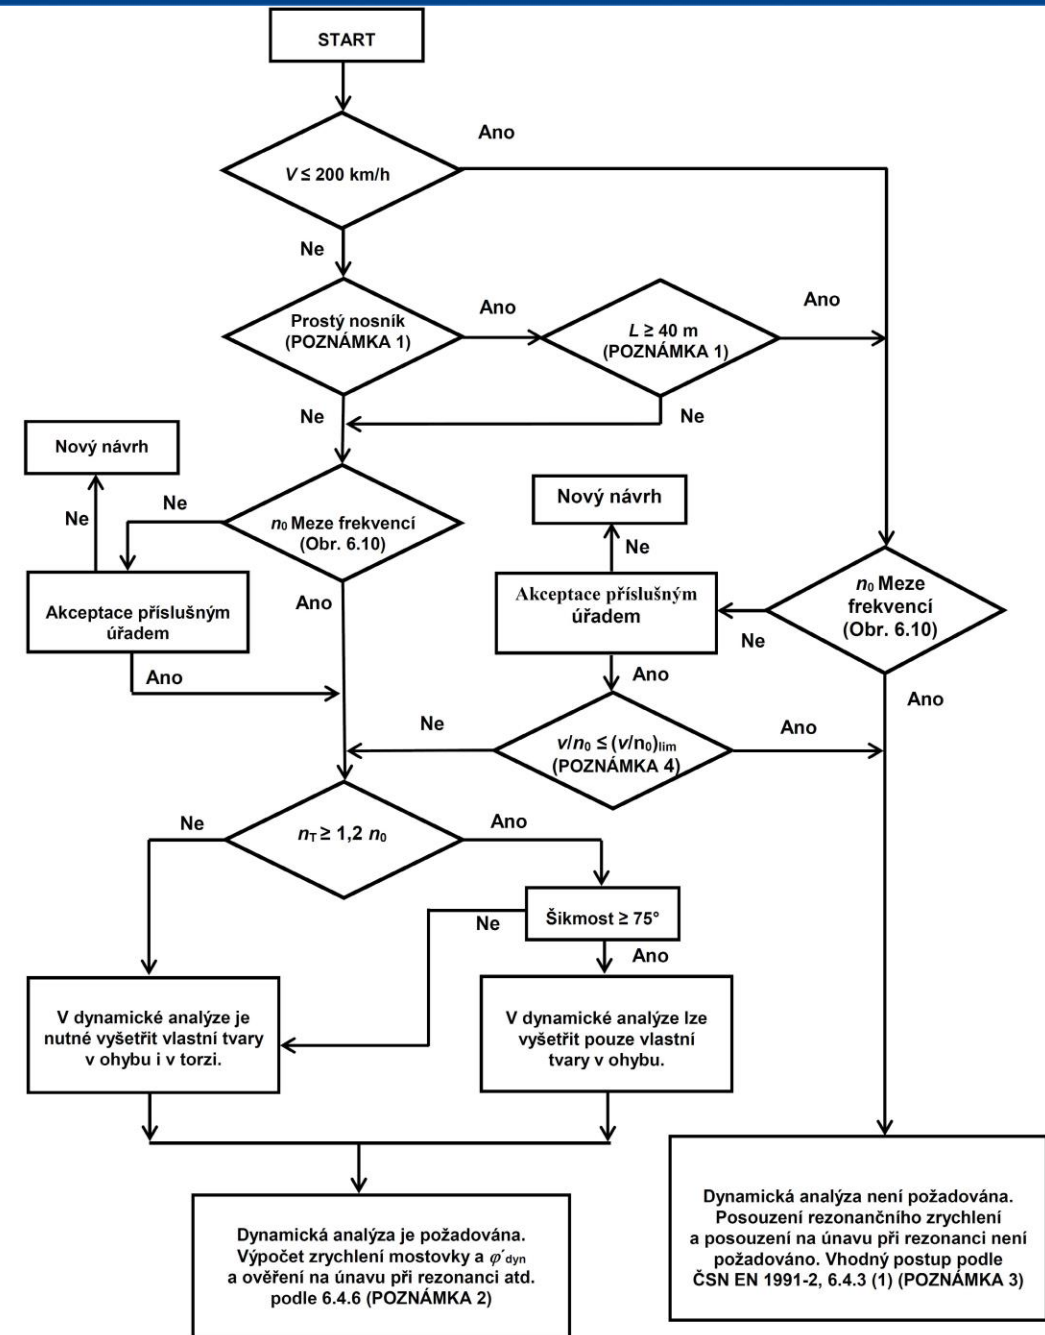 START
Ano
V ≤ 200 km/h
Ne
Prostý nosník
(POZNÁMKA 1)
Ano
L ≥ 40 m
(POZNÁMKA 1)
Ano
Ne
Ne
Nový návrh
Ne
Ne
n₀ Meze frekvencí
(Obr. 6.10)
Akceptace příslušným
úřadem
Ano
Ano
Nový návrh
Ne
Akceptace příslušným
úřadem
Ne
n₀ Meze
frekvencí
(Obr. 6.10)
Ano
Ano
Ne
v/n₀ ≤ (v/n₀)lim
(POZNÁMKA 4)
Ano
Ne
nT ≥ 1,2 n₀
Ano
Šikmost ≥ 75°
Ne
Ano
V dynamické analýze je
nutné vyšetřit vlastní tvary
v ohybu i v torzi.
V dynamické analýze lze
vyšetřit pouze vlastní
tvary v ohybu.
Dynamická analýza je požadována.
Výpočet zrychlení mostovky a φ´dyn
a ověření na únavu při rezonanci atd.
podle 6.4.6 (POZNÁMKA 2)
Dynamická analýza není požadována.
Posouzení rezonančního zrychlení
a posouzení na únavu při rezonanci není
požadováno. Vhodný postup podle
ČSN EN 1991-2, 6.4.3 (1) (POZNÁMKA 3)